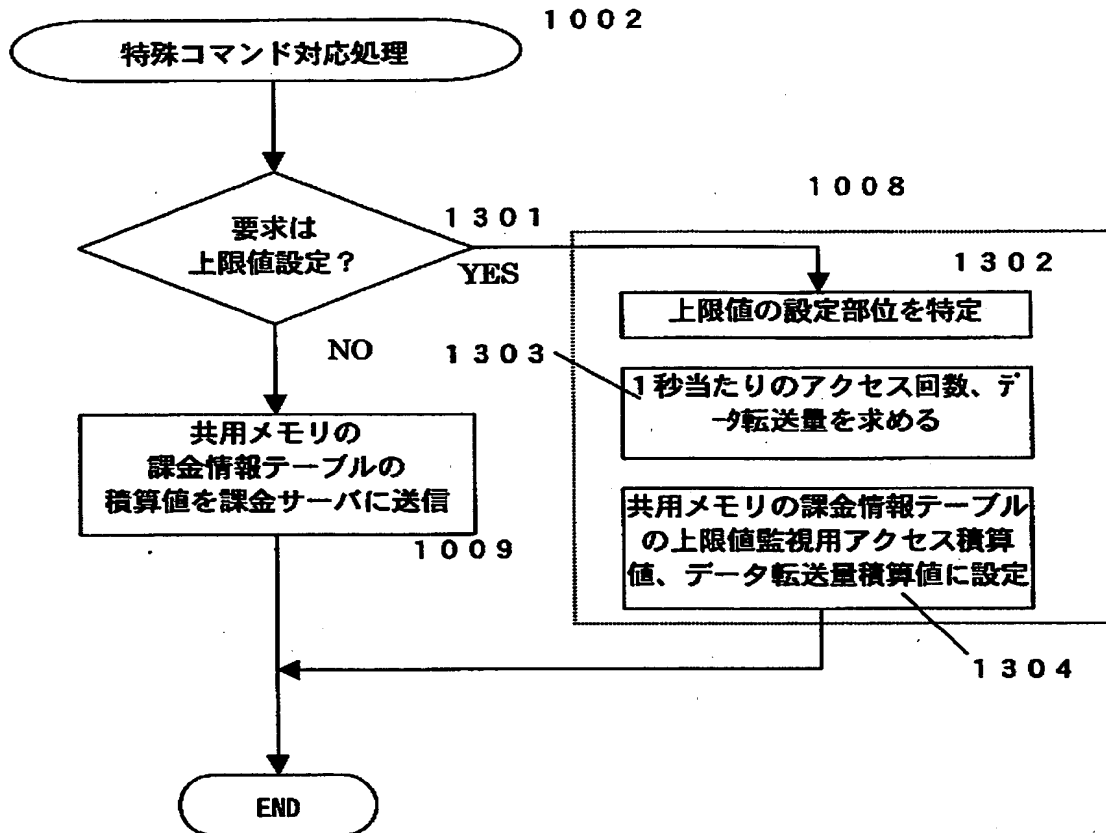 １００２
特殊コマンド対応処理
要求は
上限値設定？
１３０１
YES
NO
１００８
１３０２
上限値の設定部位を特定
１３０３
１秒当たりのアクセス回数、ﾃﾞ
ｰﾀ転送量を求める
共用メモリの課金情報テーブル
の上限値監視用アクセス積算
値、データ転送量積算値に設定
１３０４
共用メモリの
課金情報テーブルの
積算値を課金サーバに送信
１００９
END